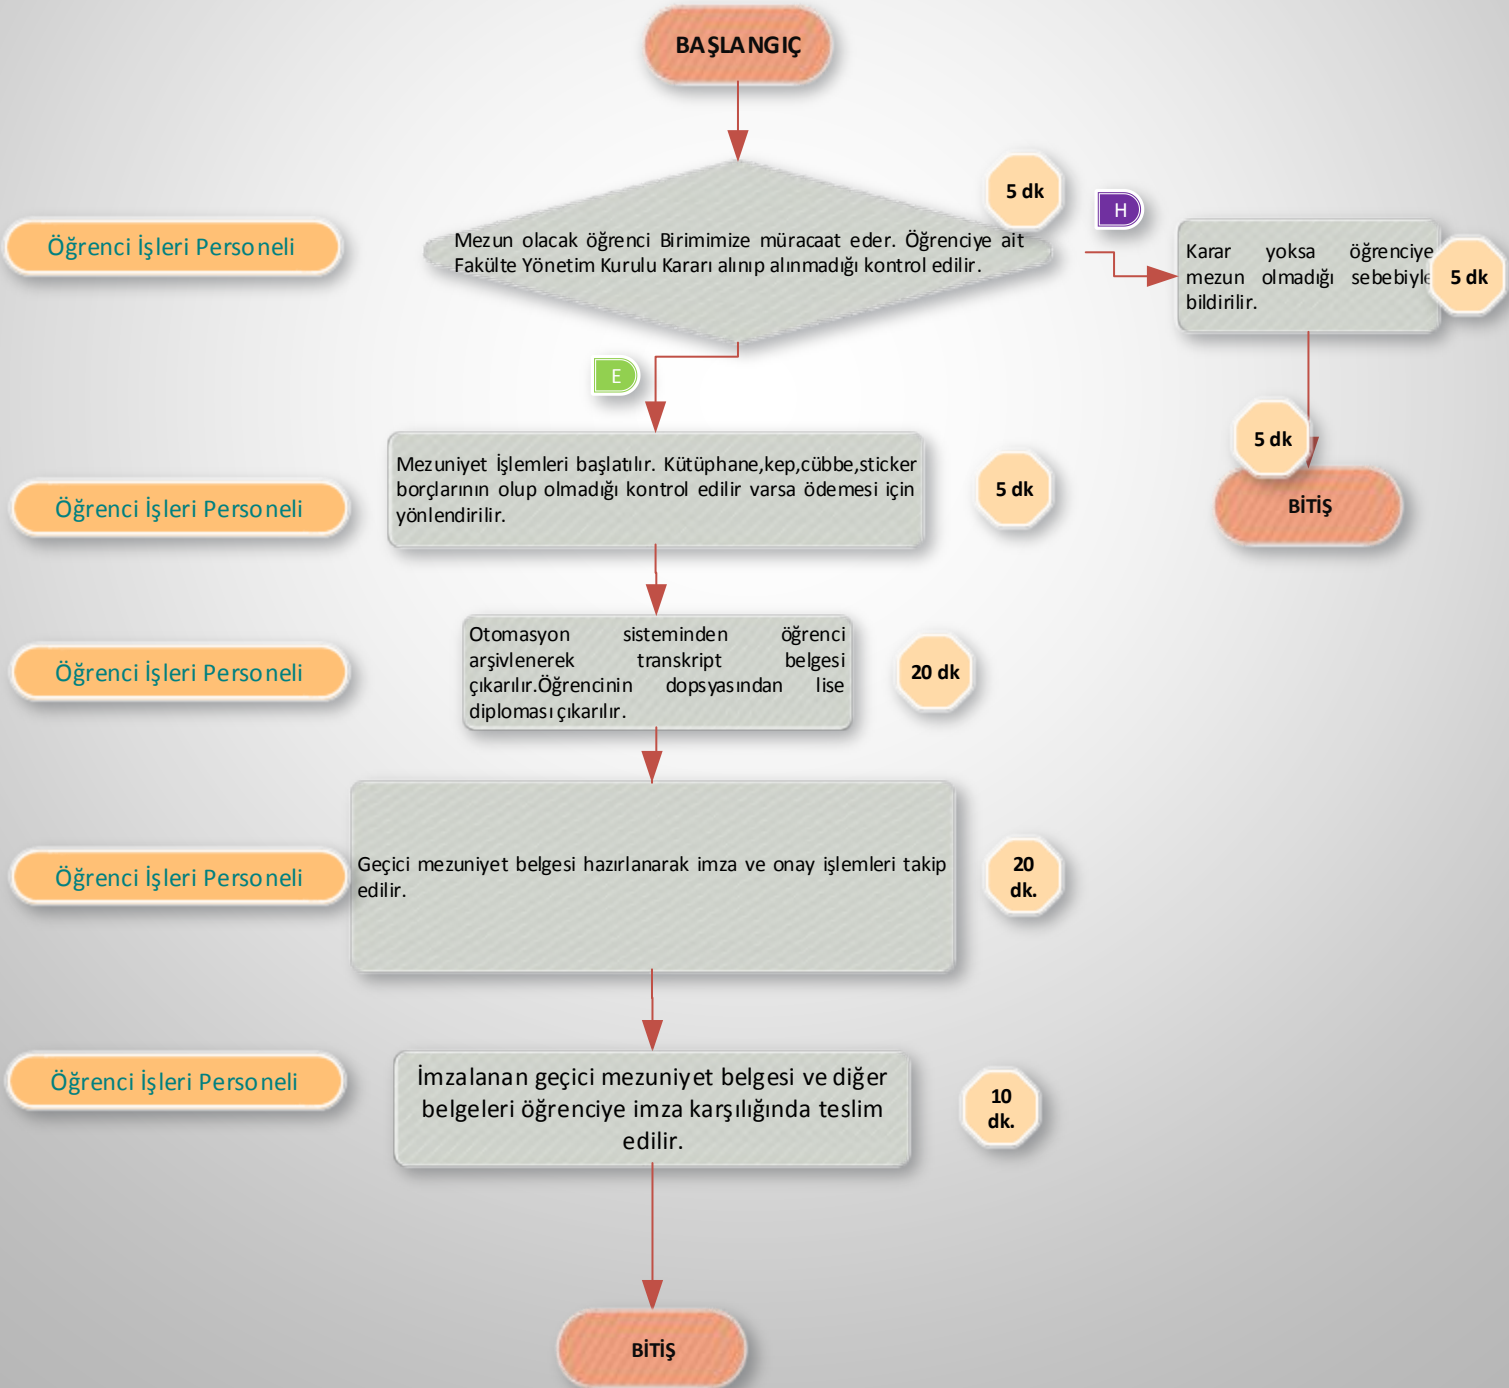 BAŞLANGIÇ
5 dk
H
Öğrenci İşleri Personeli
Mezun olacak öğrenci Birimimize müracaat eder. Öğrenciye ait
Fakülte Yönetim Kurulu Kararı alınıp alınmadığı kontrol edilir.
Karar yoksa öğrenciye
mezun olmadığı sebebiyle
bildirilir.
5 dk
E
5 dk
BİTİŞ
Öğrenci İşleri Personeli
Mezuniyet İşlemleri başlatılır. Kütüphane,kep,cübbe,sticker
borçlarının olup olmadığı kontrol edilir varsa ödemesi için
yönlendirilir.
5 dk
Öğrenci İşleri Personeli
Otomasyon sisteminden öğrenci
arşivlenerek transkript belgesi
çıkarılır.Öğrencinin dopsyasından lise
diploması çıkarılır.
20 dk
Öğrenci İşleri Personeli
Geçici mezuniyet belgesi hazırlanarak imza ve onay işlemleri takip
edilir.
20
dk.
Öğrenci İşleri Personeli
İmzalanan geçici mezuniyet belgesi ve diğer
belgeleri öğrenciye imza karşılığında teslim
edilir.
10
dk.
BİTİŞ